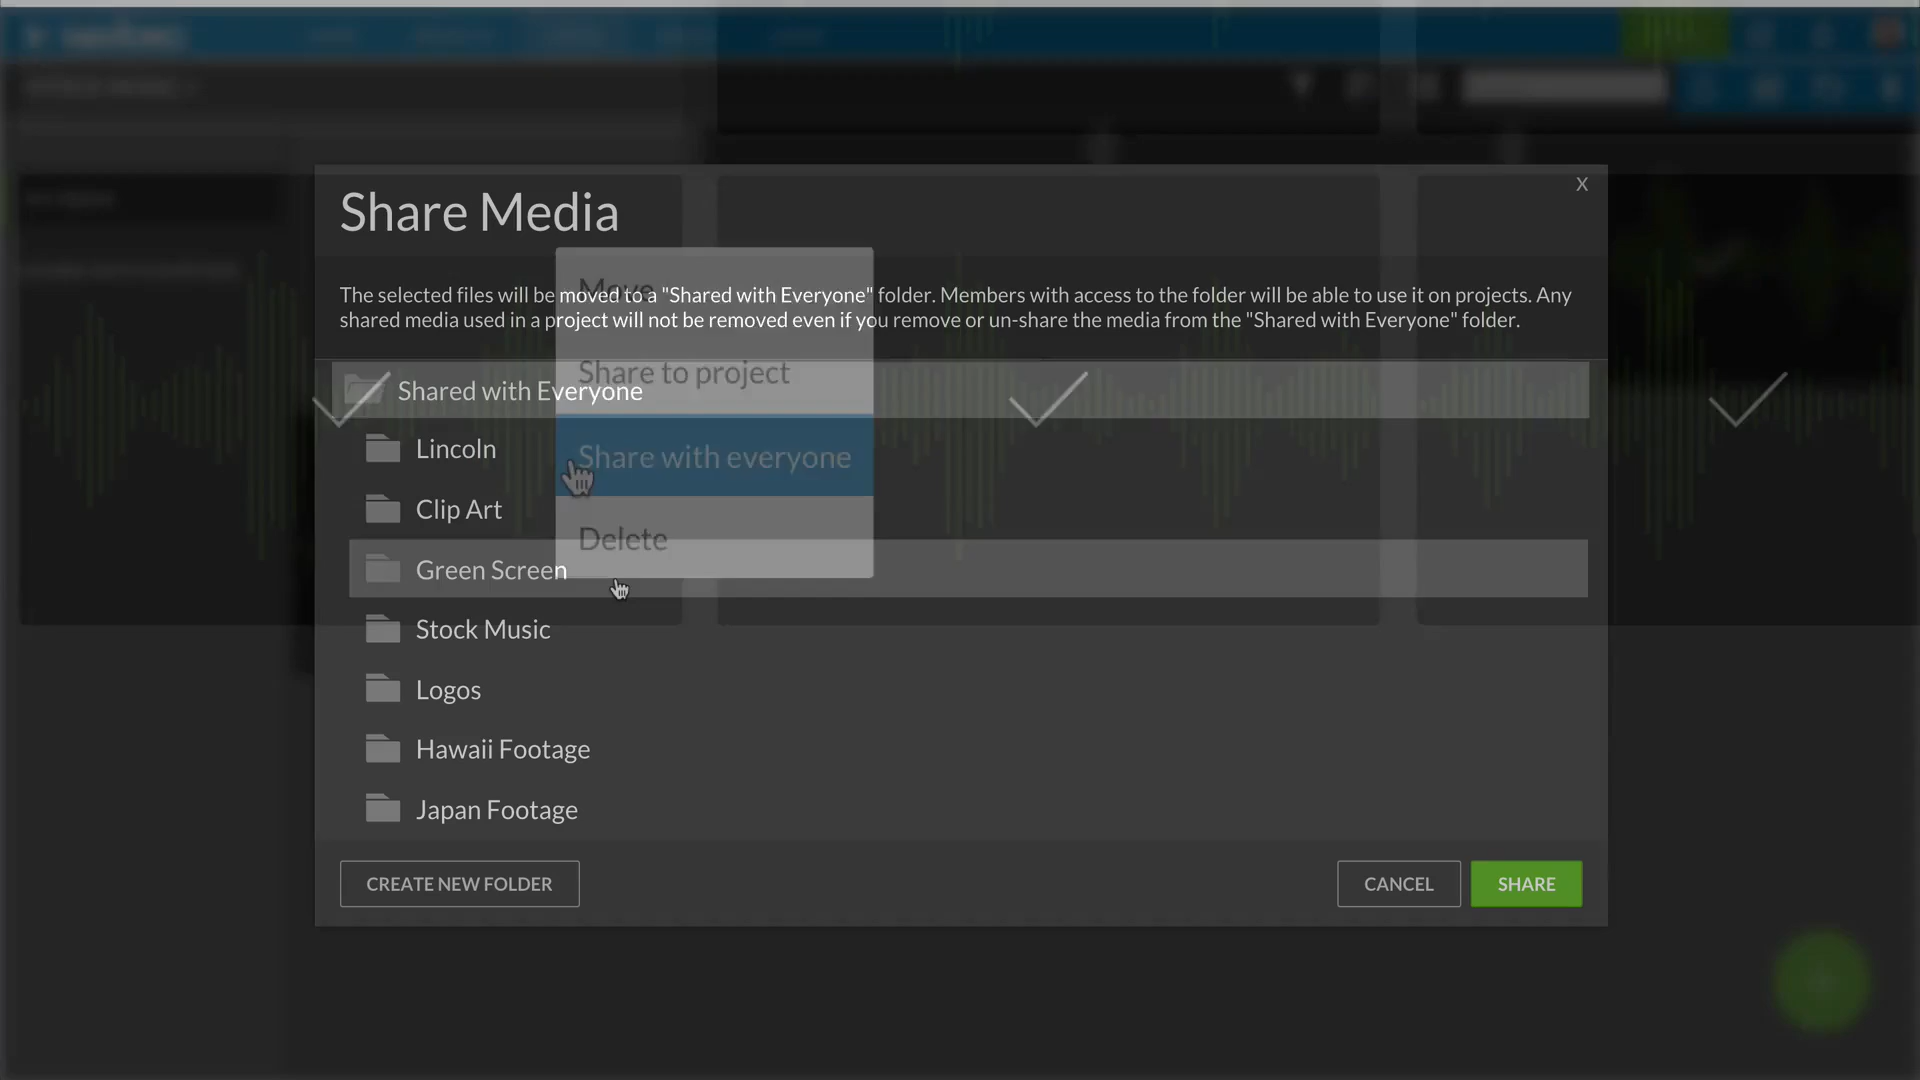 Share Media
X
Move
The selected files will be moved to a "Shared with Everyone" folder. Members with access to the folder will be able to use it on projects. Any
shared media used in a project will not be removed even if you remove or un-share the media from the "Shared with Everyone" folder.
Share to project
Shared with Everyone
Lincoln
Share with everyone
Clip Art
Delete
Green Screen
Stock Music
Logos
Hawaii Footage
Japan Footage
CREATE NEW FOLDER
CANCEL
SHARE